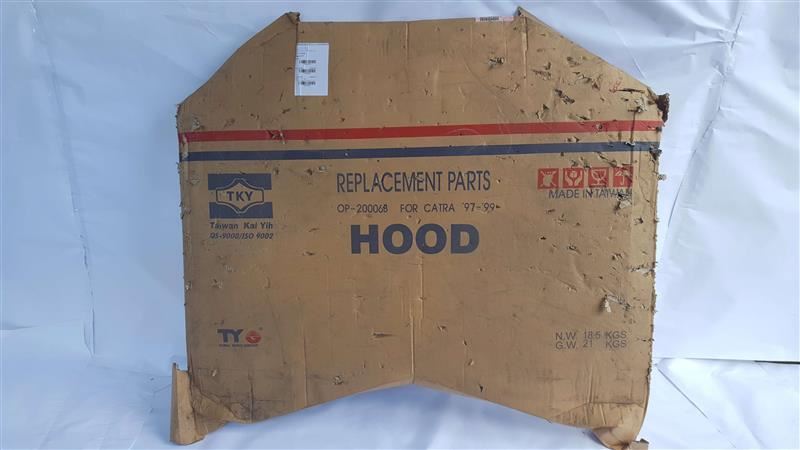 REPLACEMENT PARTS
OP-200068 FOR CATRA '97-'99
HOOD
TKY
Taiwan Kai Yih
QS-9000/ISO 9002
MADE IN TAIWAN
TYG
N.W. 18.5 KGS
G.W. 21 KGS